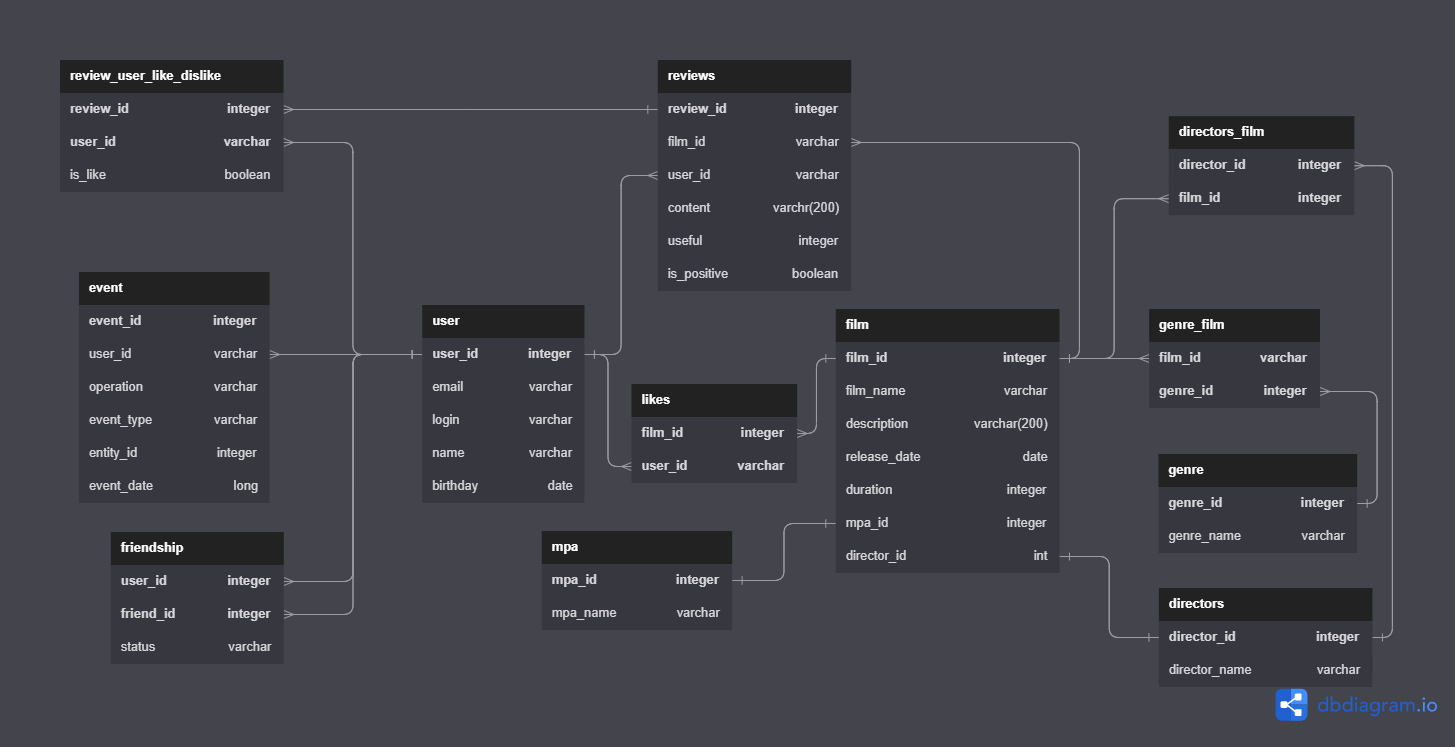 review_user_like_dislike
review_id integer
user_id varchar
is_like boolean
reviews
review_id integer
film_id varchar
user_id varchar
content varchr(200)
useful integer
is_positive boolean
directors_film
director_id integer
film_id integer
event
event_id integer
user_id varchar
operation varchar
event_type varchar
entity_id integer
event_date long
user
user_id integer
email varchar
login varchar
name varchar
birthday date
likes
film_id integer
user_id varchar
film
film_id integer
film_name varchar
description varchar(200)
release_date date
duration integer
mpa_id integer
director_id int
genre_film
film_id varchar
genre_id integer
genre
genre_id integer
genre_name varchar
friendship
user_id integer
friend_id integer
status varchar
mpa
mpa_id integer
mpa_name varchar
directors
director_id integer
director_name varchar
dbdiagram.io